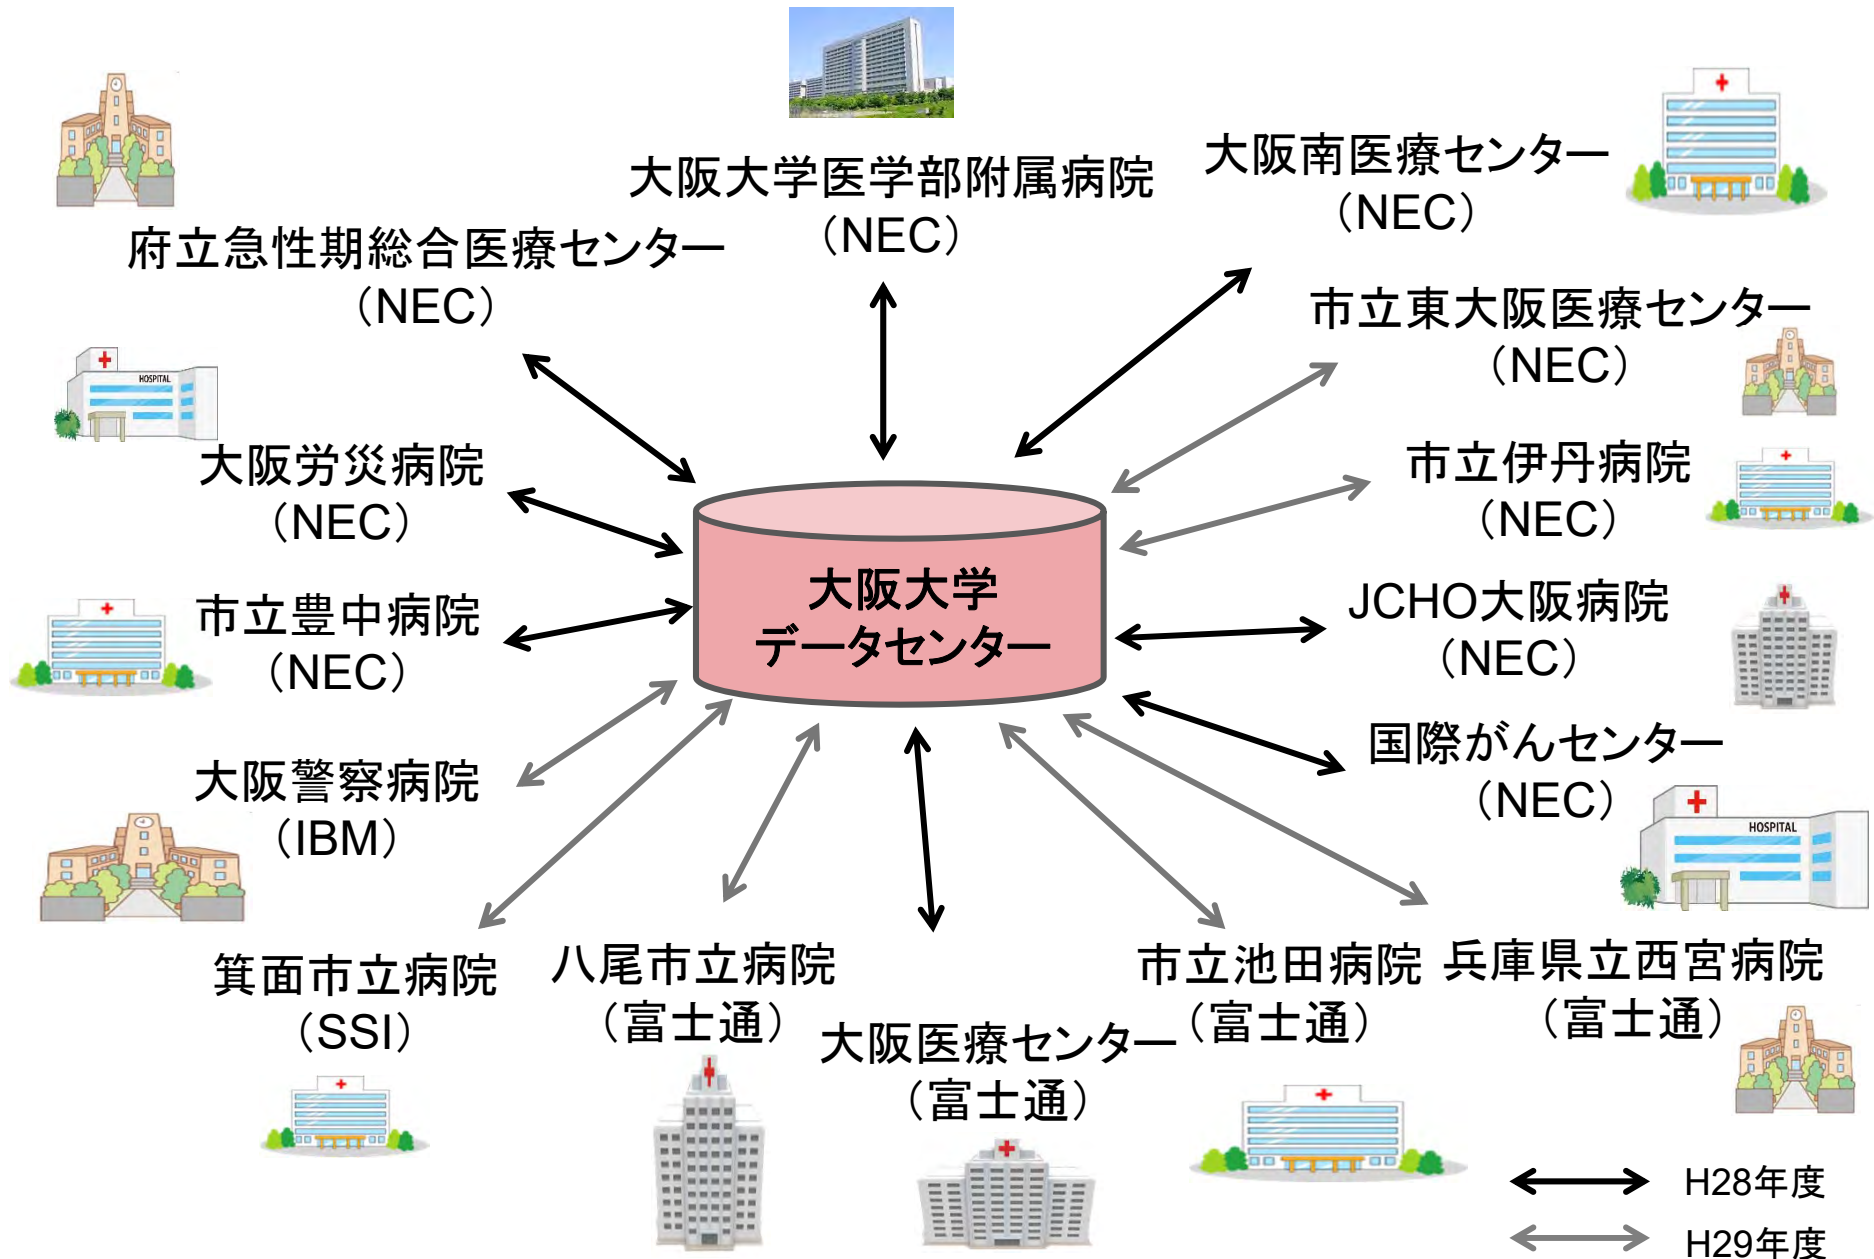 大阪大学医学部附属病院
（NEC）
大阪南医療センター
（NEC）
府立急性期総合医療センター
（NEC）
市立東大阪医療センター
（NEC）
HOSPITAL
大阪労災病院
（NEC）
市立伊丹病院
（NEC）
大阪大学
データセンター
市立豊中病院
（NEC）
JCHO大阪病院
（NEC）
国際がんセンター
（NEC）
HOSPITAL
大阪警察病院
（IBM）
箕面市立病院
（SSI）
八尾市立病院
（富士通）
大阪医療センター
（富士通）
市立池田病院
（富士通）
兵庫県立西宮病院
（富士通）
H28年度
H29年度